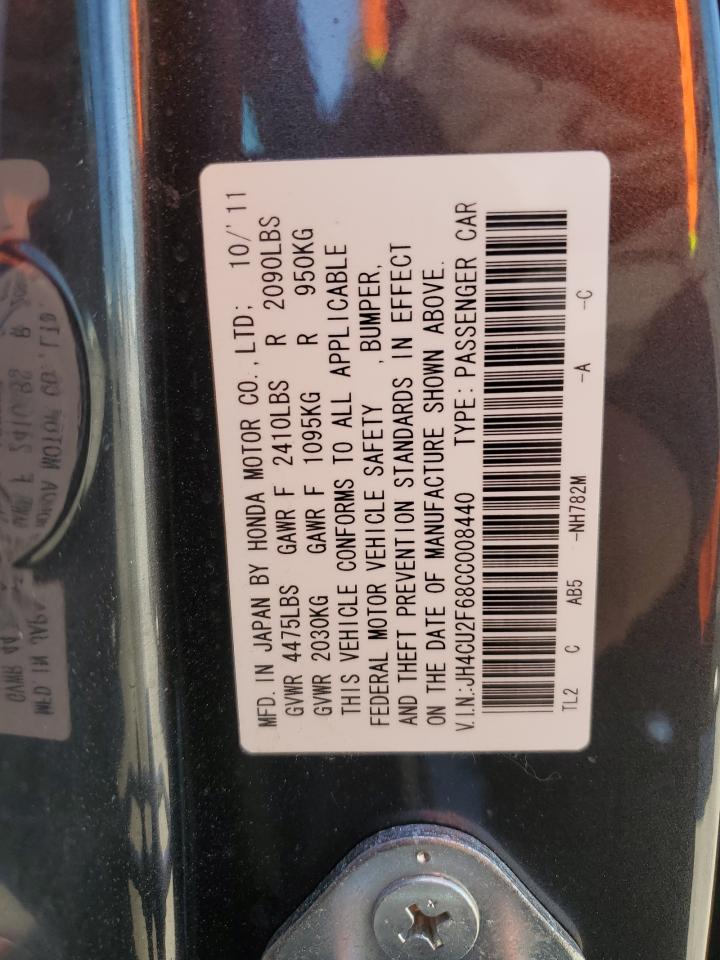 MFD. IN JAPAN BY HONDA MOTOR CO., LTD; 10/'11
GVWR 4475LBS GAWR F 2410LBS R 2090LBS
GVWR 2030KG GAWR F 1095KG R 950KG
THIS VEHICLE CONFORMS TO ALL APPLICABLE
FEDERAL MOTOR VEHICLE SAFETY , BUMPER,
AND THEFT PREVENTION STANDARDS IN EFFECT
ON THE DATE OF MANUFACTURE SHOWN ABOVE.
V.I.N.:JH4CU2F68CC008440 TYPE: PASSENGER CAR
TL2 C AB5 -NH782M -A -C